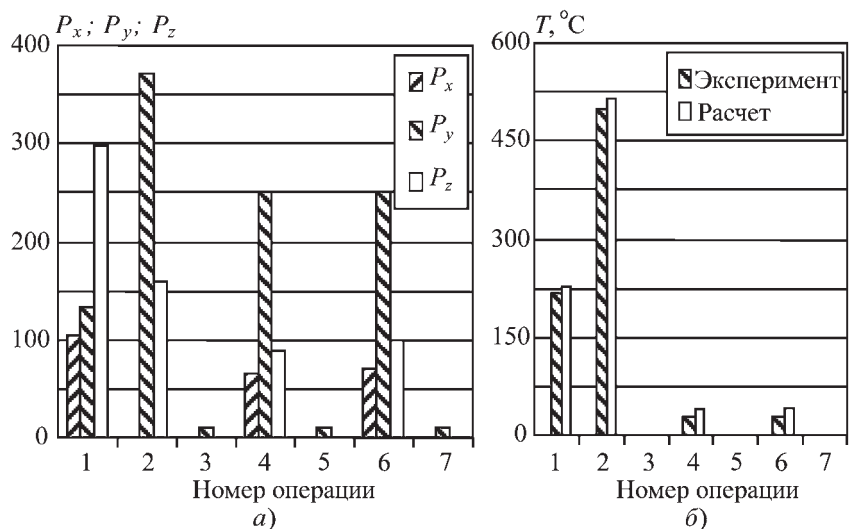 P_x; P_y; P_z
400
300
200
100
0
P_x
P_y
P_z
1 2 3 4 5 6 7
Номер операции
а)
T, °C
600
450
300
150
0
Эксперимент
Расчет
1 2 3 4 5 6 7
Номер операции
б)